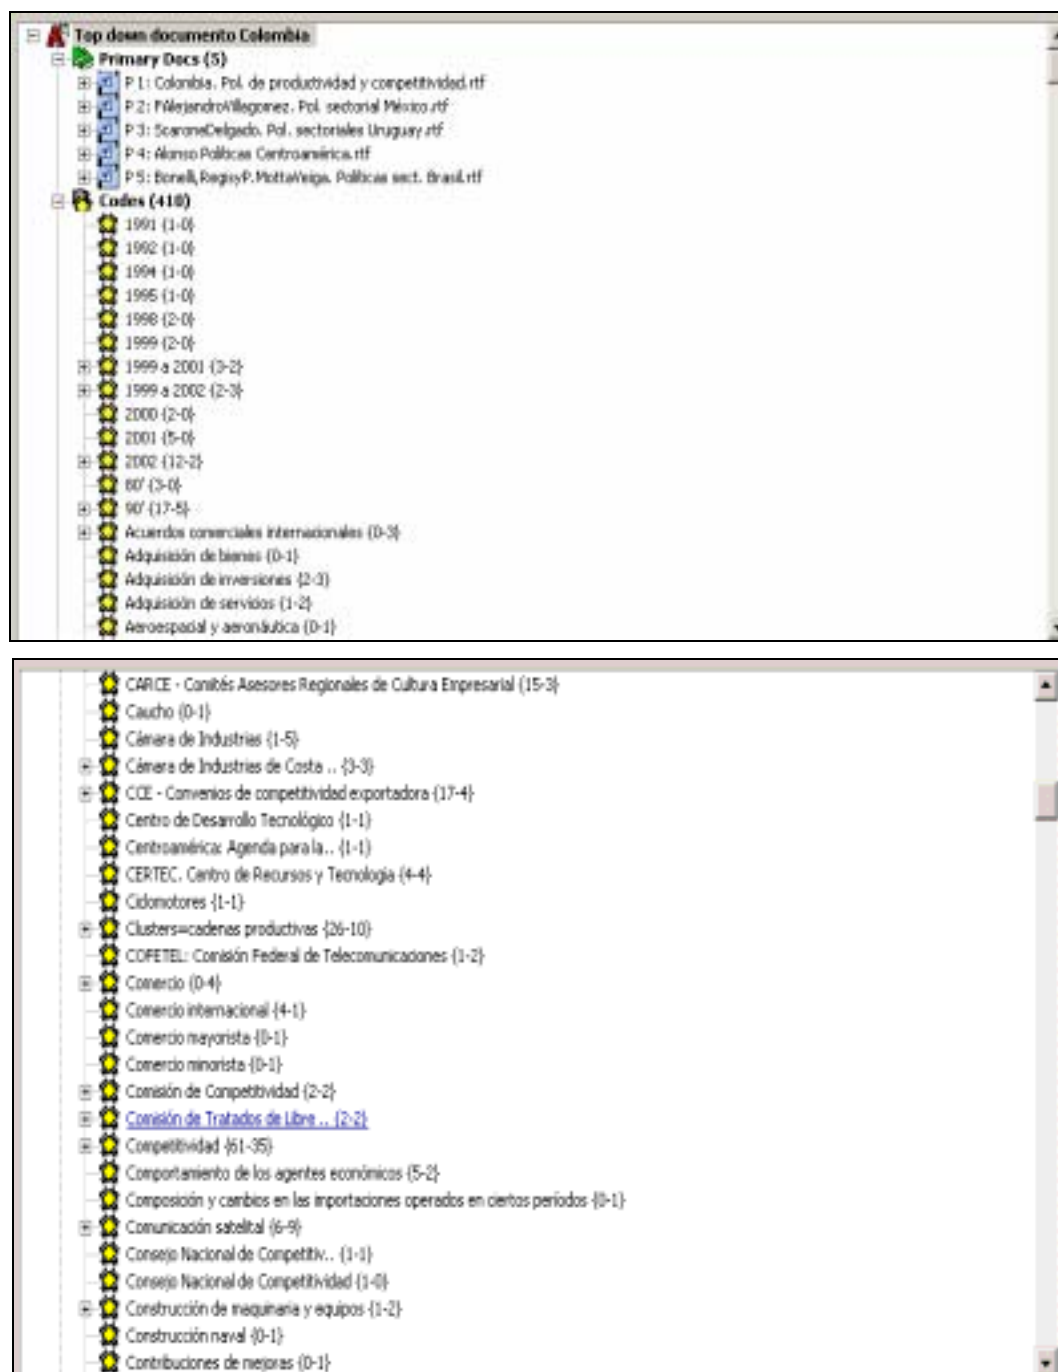 Top down documento Colombia
Primary Docs (5)
P 1: Colombia. Pol. de productividad y competitividad.rtf
P 2: FAlejandroVillagomez. Pol. sectorial México.rtf
P 3: ScaroneDelgado. Pol. sectoriales Uruguay.rtf
P 4: Alonso Políticas Centroamérica.rtf
P 5: Bonelli,RegisyP.MottaVeiga. Políticas sect. Brasil.rtf
Codes (410)
1991 {1-0}
1992 {1-0}
1994 {1-0}
1995 {1-0}
1998 {2-0}
1999 {2-0}
1999 a 2001 {3-2}
1999 a 2002 {2-3}
2000 {2-0}
2001 {5-0}
2002 {12-2}
80' {3-0}
90' {17-5}
Acuerdos comerciales internacionales {0-3}
Adquisición de bienes {0-1}
Adquisición de inversiones {2-3}
Adquisición de servicios {1-2}
Aeroespacial y aeronáutica {0-1}
CARCE - Comités Asesores Regionales de Cultura Empresarial {15-3}
Caucho {0-1}
Cámara de Industrias {1-5}
Cámara de Industrias de Costa .. {3-3}
CCE - Convenios de competitividad exportadora {17-4}
Centro de Desarrollo Tecnológico {1-1}
Centroamérica: Agenda para la.. {1-1}
CERTEC. Centro de Recursos y Tecnología {4-4}
Ciclomotores {1-1}
Clusters=cadenas productivas {26-10}
COFETEL: Comisión Federal de Telecomunicaciones {1-2}
Comercio {0-4}
Comercio internacional {4-1}
Comercio mayorista {0-1}
Comercio minorista {0-1}
Comisión de Competitividad {2-2}
Comisión de Tratados de Libre .. {2-2}
Competitividad {61-35}
Comportamiento de los agentes económicos {5-2}
Composición y cambios en las importaciones operados en ciertos períodos {0-1}
Comunicación satelital {6-9}
Consejo Nacional de Competitiv.. {1-1}
Consejo Nacional de Competitividad {1-0}
Construcción de maquinaria y equipos {1-2}
Construcción naval {0-1}
Contribuciones de mejoras {0-1}